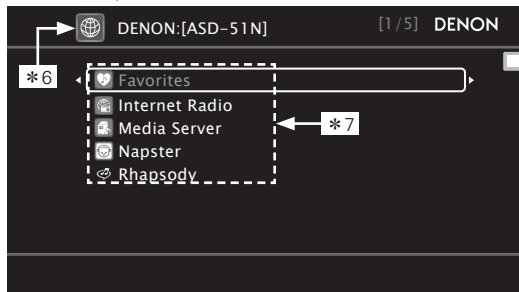 DENON:[ASD-51N] [1/5] DENON
*6
Favorites
Internet Radio
*7
Media Server
Napster
Rhapsody